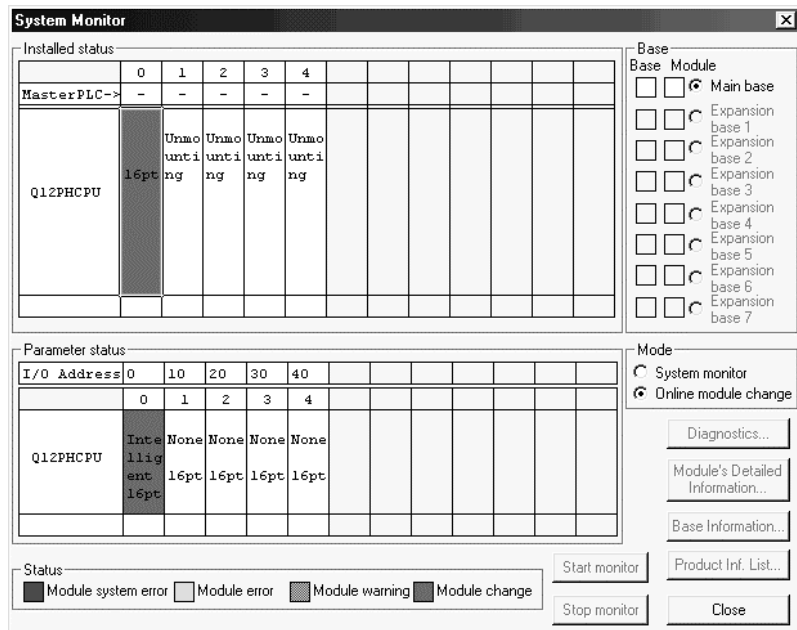 System Monitor
Installed status
0 1 2 3 4
MasterPLC-> - - - - -
Q12PHCPU
16pt
Unmo
unti
ng
Unmo
unti
ng
Unmo
unti
ng
Unmo
unti
ng
Base
Base Module
Main base
Expansion
base 1
Expansion
base 2
Expansion
base 3
Expansion
base 4
Expansion
base 5
Expansion
base 6
Expansion
base 7
Parameter status
I/O Address 0 10 20 30 40
0 1 2 3 4
Q12PHCPU
Inte
llig
ent
16pt
None
16pt
None
16pt
None
16pt
None
16pt
Mode
System monitor
Online module change
Diagnostics...
Module's Detailed
Information...
Base Information...
Product Inf. List...
Status
Module system error Module error Module warning Module change
Start monitor
Stop monitor
Close